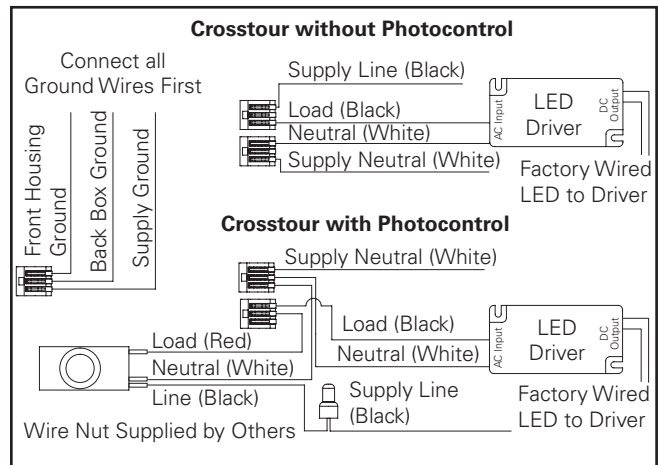 Crosstour without Photocontrol
Connect all
Ground Wires First
Front Housing
Ground
Back Box Ground
Supply Ground
Supply Line (Black)
Load (Black)
Neutral (White)
Supply Neutral (White)
AC Input
LED
Driver
DC
Output
Factory Wired
LED to Driver
Crosstour with Photocontrol
Supply Neutral (White)
Load (Black)
Neutral (White)
AC Input
LED
Driver
DC
Output
Factory Wired
LED to Driver
Load (Red)
Neutral (White)
Line (Black)
Supply Line
(Black)
Wire Nut Supplied by Others